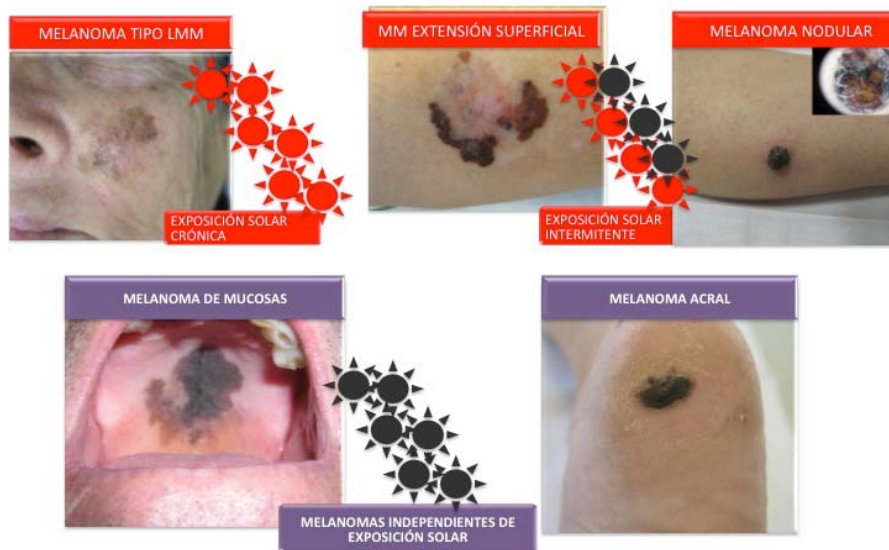 MELANOMA TIPO LMM
MM EXTENSIÓN SUPERFICIAL
MELANOMA NODULAR
EXPOSICIÓN SOLAR
CRÓNICA
EXPOSICIÓN SOLAR
INTERMITENTE
MELANOMA DE MUCOSAS
MELANOMA ACRAL
MELANOMAS INDEPENDIENTES DE
EXPOSICIÓN SOLAR